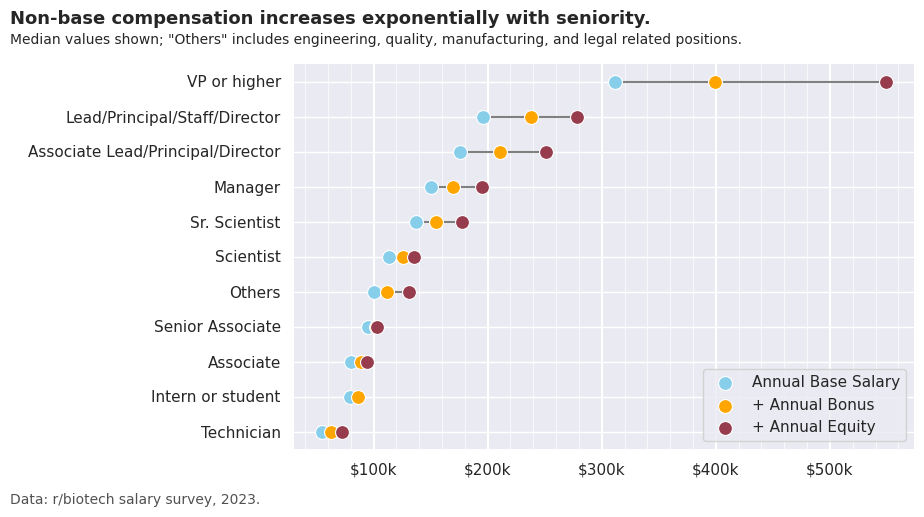 Non-base compensation increases exponentially with seniority.
Median values shown; "Others" includes engineering, quality, manufacturing, and legal related positions.
VP or higher
Lead/Principal/Staff/Director
Associate Lead/Principal/Director
Manager
Sr. Scientist
Scientist
Others
Senior Associate
Associate
Intern or student
Technician
Annual Base Salary
+ Annual Bonus
+ Annual Equity
$100k $200k $300k $400k $500k
Data: r/biotech salary survey, 2023.